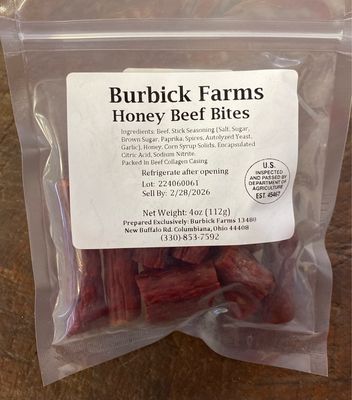 Burbick Farms
Honey Beef Bites
Ingredients: Beef, Stick Seasoning (Salt, Sugar,
Brown Sugar, Paprika, Spices, Autolyzed Yeast,
Garlic), Honey, Corn Syrup Solids, Encapsulated
Citric Acid, Sodium Nitrite.
Packed In Beef Collagen Casing
Refrigerate after opening
Lot: 224060061
Sell By: 2/28/2026
U.S.
INSPECTED
AND PASSED BY
DEPARTMENT OF
AGRICULTURE
EST. 45467
Net Weight: 4oz (112g)
Prepared Exclusively: Burbick Farms 13480
New Buffalo Rd. Columbiana, Ohio 44408
(330)-853-7592